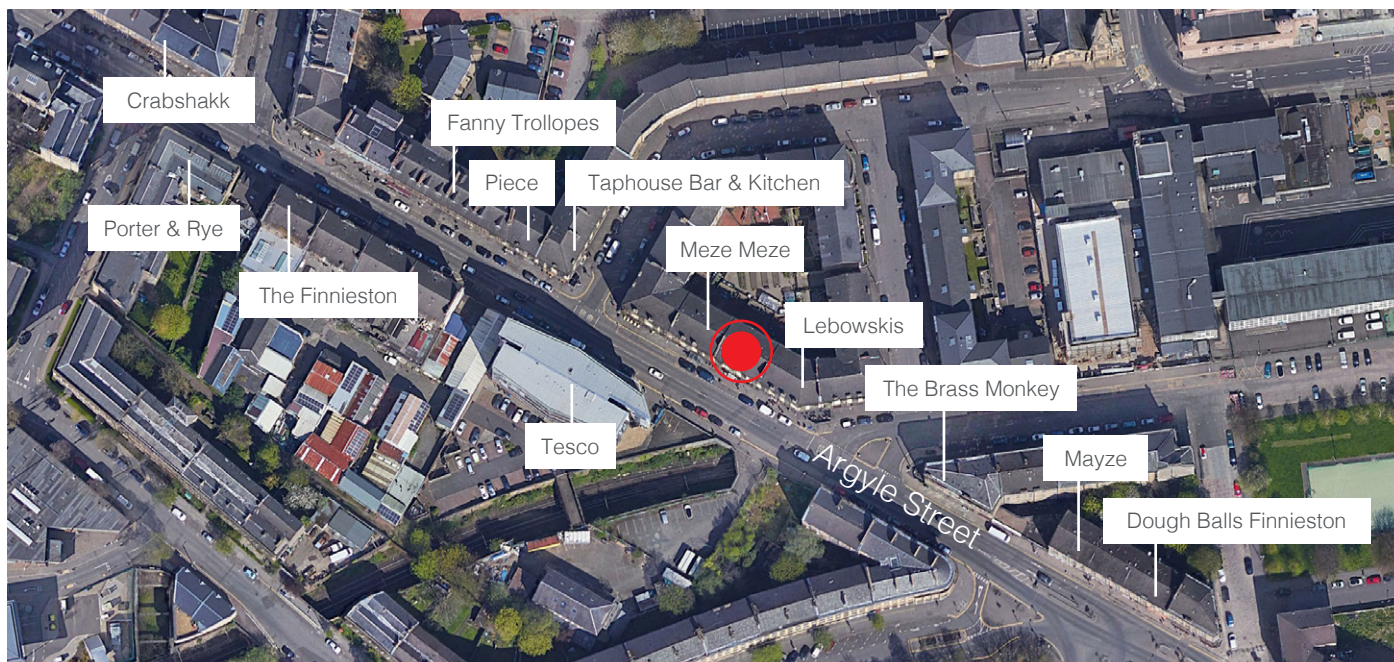 Crabshakk
Fanny Trollopes
Piece
Taphouse Bar & Kitchen
Porter & Rye
Meze Meze
The Finnieston
Lebowskis
The Brass Monkey
Tesco
Argyle Street
Mayze
Dough Balls Finnieston